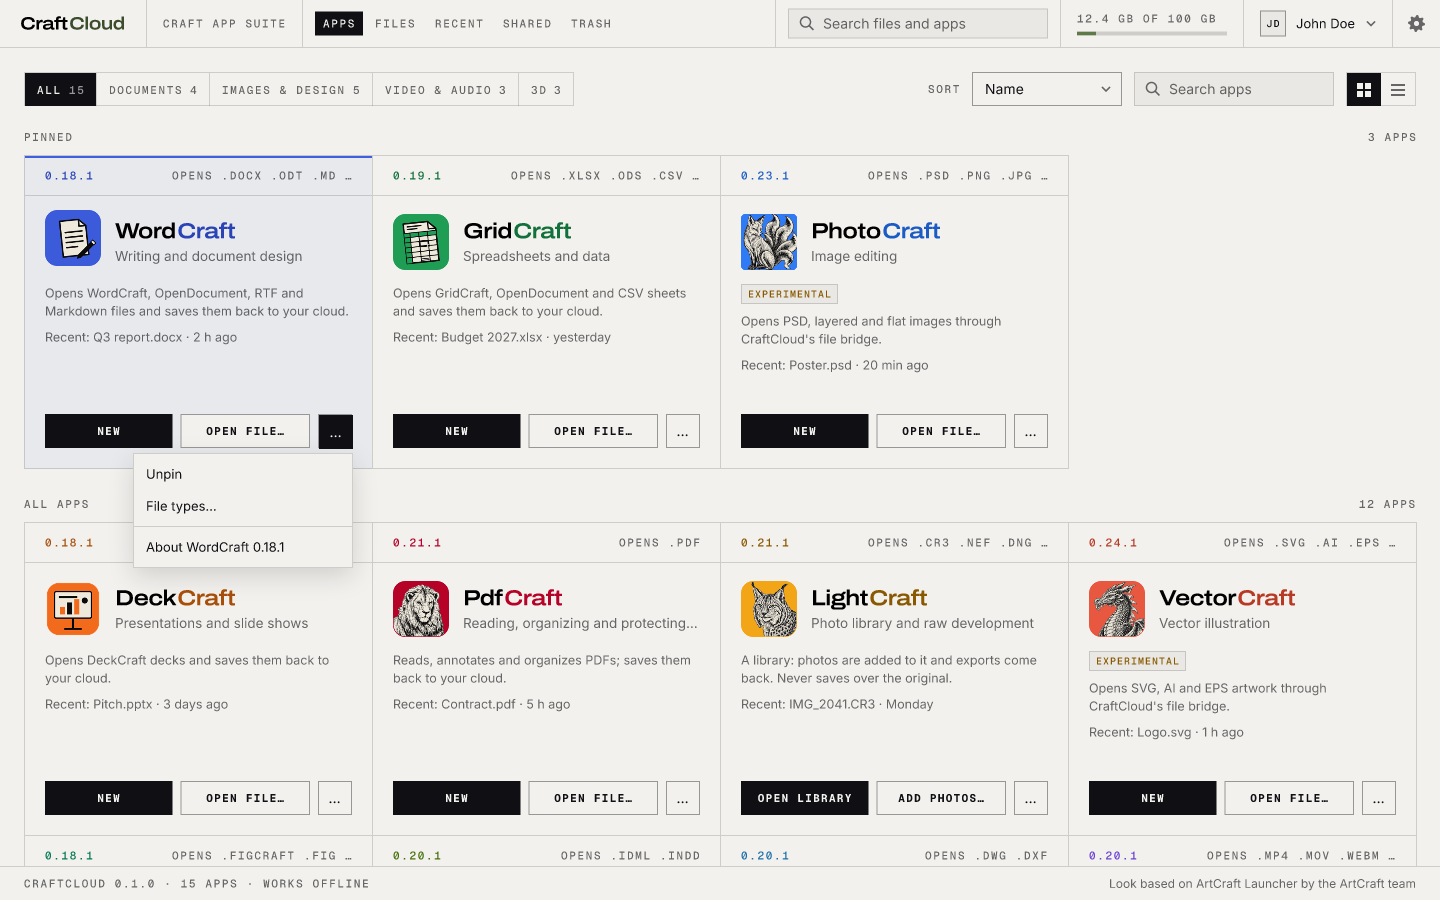 CraftCloud
CRAFT APP SUITE
APPS FILES RECENT SHARED TRASH
Search files and apps
12.4 GB OF 100 GB
JD John Doe
ALL 15 DOCUMENTS 4 IMAGES & DESIGN 5 VIDEO & AUDIO 3 3D 3
SORT Name
Search apps
PINNED
3 APPS
0.18.1 OPENS .DOCX .ODT .MD …
WordCraft
Writing and document design
Opens WordCraft, OpenDocument, RTF and
Markdown files and saves them back to your cloud.
Recent: Q3 report.docx · 2 h ago
NEW OPEN FILE… …
0.19.1 OPENS .XLSX .ODS .CSV …
GridCraft
Spreadsheets and data
Opens GridCraft, OpenDocument and CSV sheets
and saves them back to your cloud.
Recent: Budget 2027.xlsx · yesterday
NEW OPEN FILE… …
0.23.1 OPENS .PSD .PNG .JPG …
PhotoCraft
Image editing
EXPERIMENTAL
Opens PSD, layered and flat images through
CraftCloud's file bridge.
Recent: Poster.psd · 20 min ago
NEW OPEN FILE… …
Unpin
File types…
About WordCraft 0.18.1
ALL APPS
12 APPS
0.18.1
DeckCraft
Presentations and slide shows
Opens DeckCraft decks and saves them back to
your cloud.
Recent: Pitch.pptx · 3 days ago
NEW OPEN FILE… …
0.21.1 OPENS .PDF
PdfCraft
Reading, organizing and protecting…
Reads, annotates and organizes PDFs; saves them
back to your cloud.
Recent: Contract.pdf · 5 h ago
NEW OPEN FILE… …
0.21.1 OPENS .CR3 .NEF .DNG …
LightCraft
Photo library and raw development
A library: photos are added to it and exports come
back. Never saves over the original.
Recent: IMG_2041.CR3 · Monday
OPEN LIBRARY ADD PHOTOS… …
0.24.1 OPENS .SVG .AI .EPS …
VectorCraft
Vector illustration
EXPERIMENTAL
Opens SVG, AI and EPS artwork through
CraftCloud's file bridge.
Recent: Logo.svg · 1 h ago
NEW OPEN FILE… …
0.18.1 OPENS .FIGCRAFT .FIG …
0.20.1 OPENS .IDML .INDD
0.20.1 OPENS .DWG .DXF
0.20.1 OPENS .MP4 .MOV .WEBM …
CRAFTCLOUD 0.1.0 · 15 APPS · WORKS OFFLINE
Look based on ArtCraft Launcher by the ArtCraft team